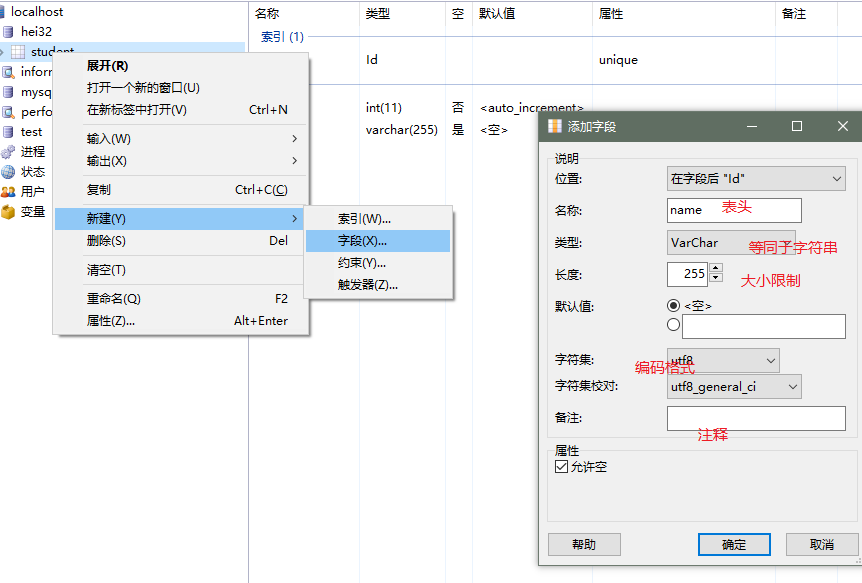 localhost
hei32
student
inforr
mysq
perfo
test
进程
状态
用户
变量
名称
类型
空
默认值
属性
备注
索引 (1)
Id
unique
int(11)
否
<auto_increment>
varchar(255)
是
<空>
展开(R)
打开一个新的窗口(U)
在新标签中打开(V) Ctrl+N
输入(W)
输出(X)
复制 Ctrl+C(C)
新建(Y)
删除(S) Del
清空(T)
重命名(Q) F2
属性(Z)... Alt+Enter
索引(W)...
字段(X)...
约束(Y)...
触发器(Z)...
添加字段
说明
位置: 在字段后 "Id"
名称: name 表头
类型: VarChar 等同于字符串
长度: 255 大小限制
默认值: <空>
字符集: utf8
编码格式
字符集校对: utf8_general_ci
备注:
注释
属性
允许空
帮助 确定 取消